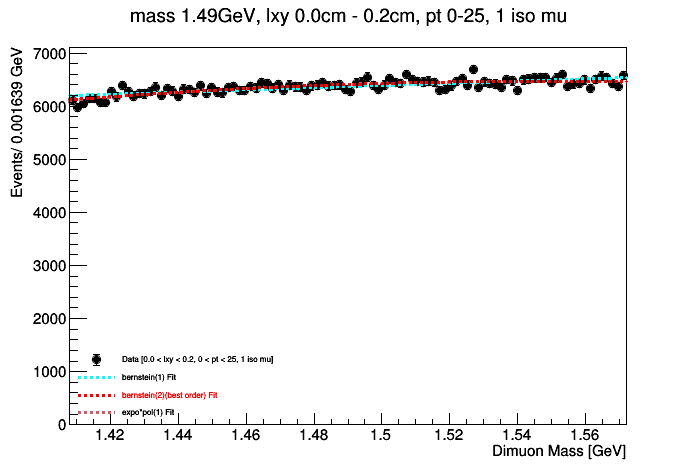 mass 1.49GeV, lxy 0.0cm - 0.2cm, pt 0-25, 1 iso mu
Events/ 0.001639 GeV
7000
6000
5000
4000
3000
2000
1000
0
Data [0.0 < lxy < 0.2, 0 < pt < 25, 1 iso mu]
bernstein(1) Fit
bernstein(2)(best order) Fit
expo*pol(1) Fit
1.42 1.44 1.46 1.48 1.5 1.52 1.54 1.56
Dimuon Mass [GeV]